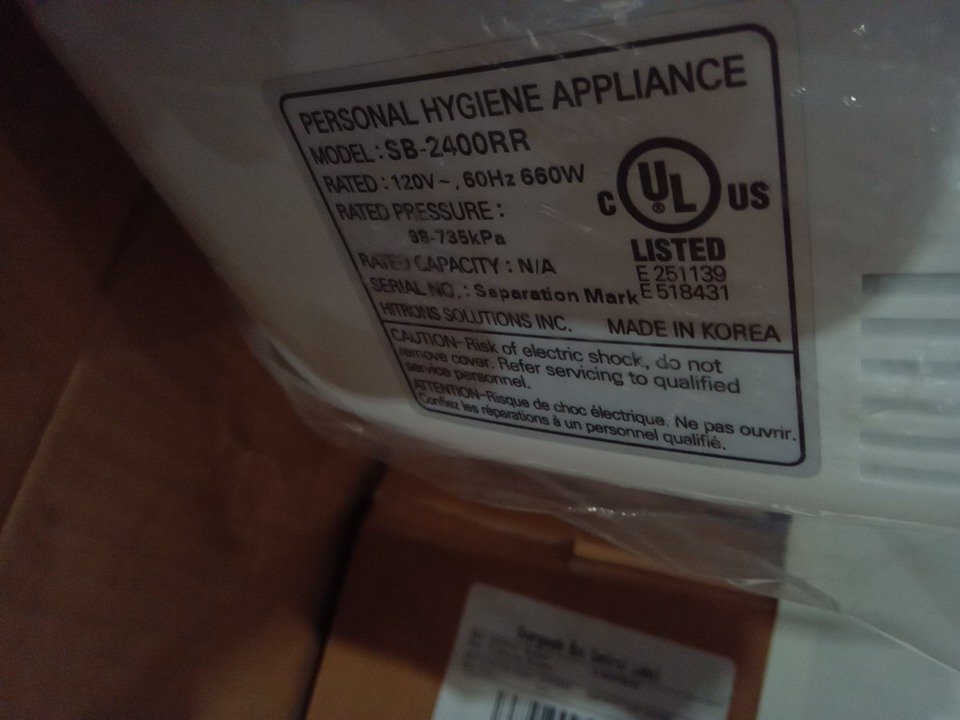 PERSONAL HYGIENE APPLIANCE
MODEL: SB-2400RR
RATED : 120V~, 60Hz 660W
RATED PRESSURE :
98-735kPa
RATED CAPACITY : N/A
SERIAL NO. : Separation Mark
HITRONS SOLUTIONS INC.
C UL ® US
LISTED
E 251139
E 518431
MADE IN KOREA
CAUTION-Risk of electric shock, do not
remove cover. Refer servicing to qualified
service personnel.
ATTENTION-Risque de choc électrique. Ne pas ouvrir.
Confiez les réparations à un personnel qualifié.